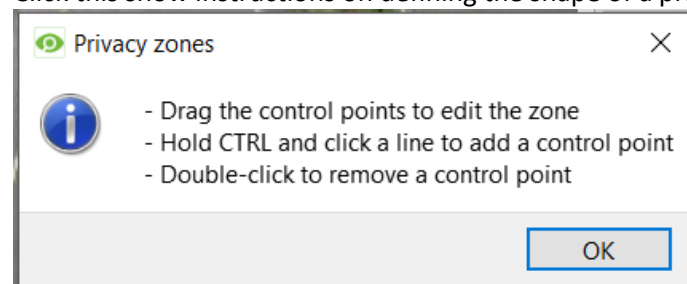 Privacy zones
- Drag the control points to edit the zone
- Hold CTRL and click a line to add a control point
- Double-click to remove a control point
OK